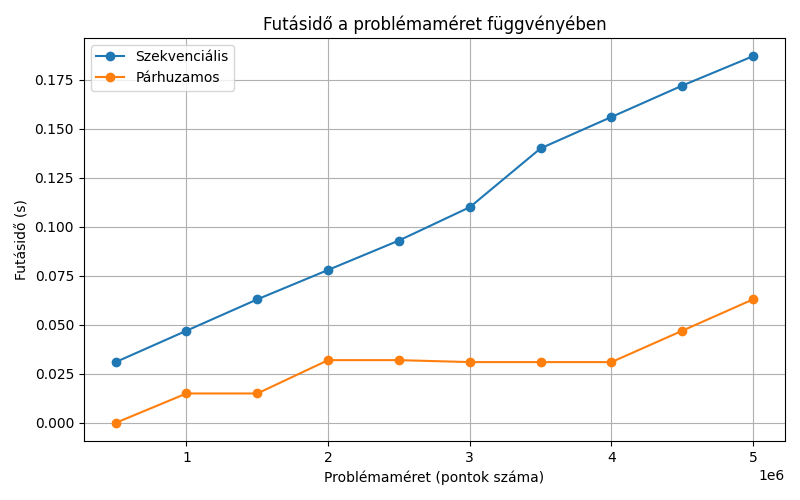 Futásidő a problémaméret függvényében
Szekvenciális
Párhuzamos
Futásidő (s)
0.175
0.150
0.125
0.100
0.075
0.050
0.025
0.000
1 2 3 4 5
1e6
Problémaméret (pontok száma)